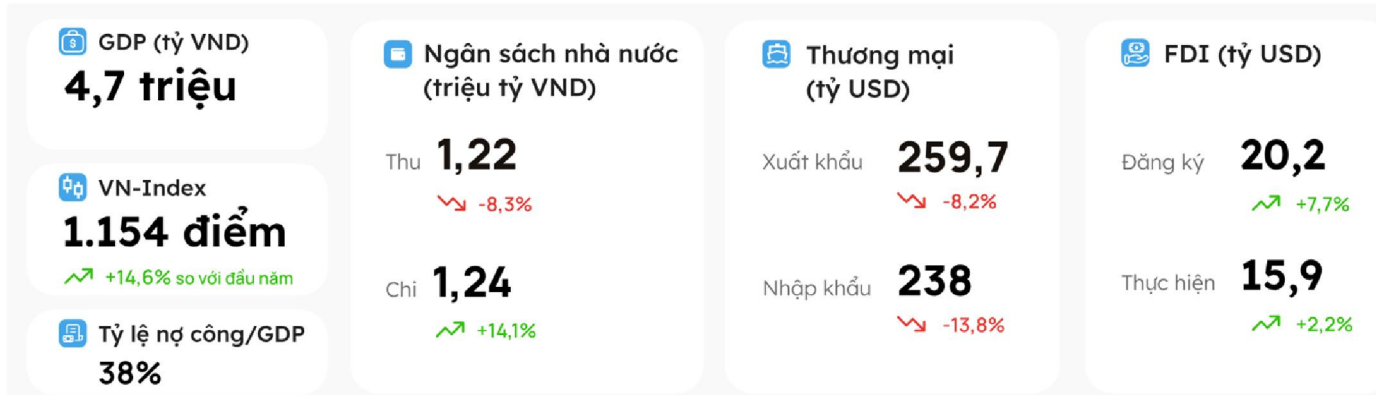 GDP (tỷ VND)
4,7 triệu
VN-Index
1.154 điểm
+14,6% so với đầu năm
Tỷ lệ nợ công/GDP
38%
Ngân sách nhà nước
(triệu tỷ VND)
Thu 1,22
-8,3%
Chi 1,24
+14,1%
Thương mại
(tỷ USD)
Xuất khẩu 259,7
-8,2%
Nhập khẩu 238
-13,8%
FDI (tỷ USD)
Đăng ký 20,2
+7,7%
Thực hiện 15,9
+2,2%